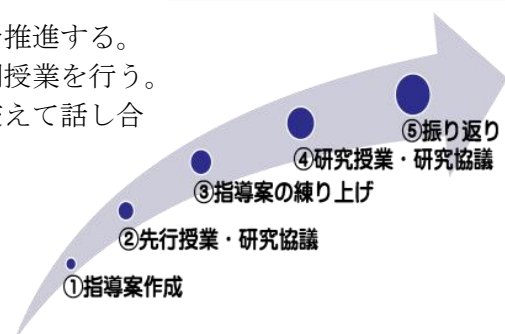 推進する。
授業を行う。
えて話し合
⑤振り返り
④研究授業・研究協議
③指導案の練り上げ
②先行授業・研究協議
①指導案作成